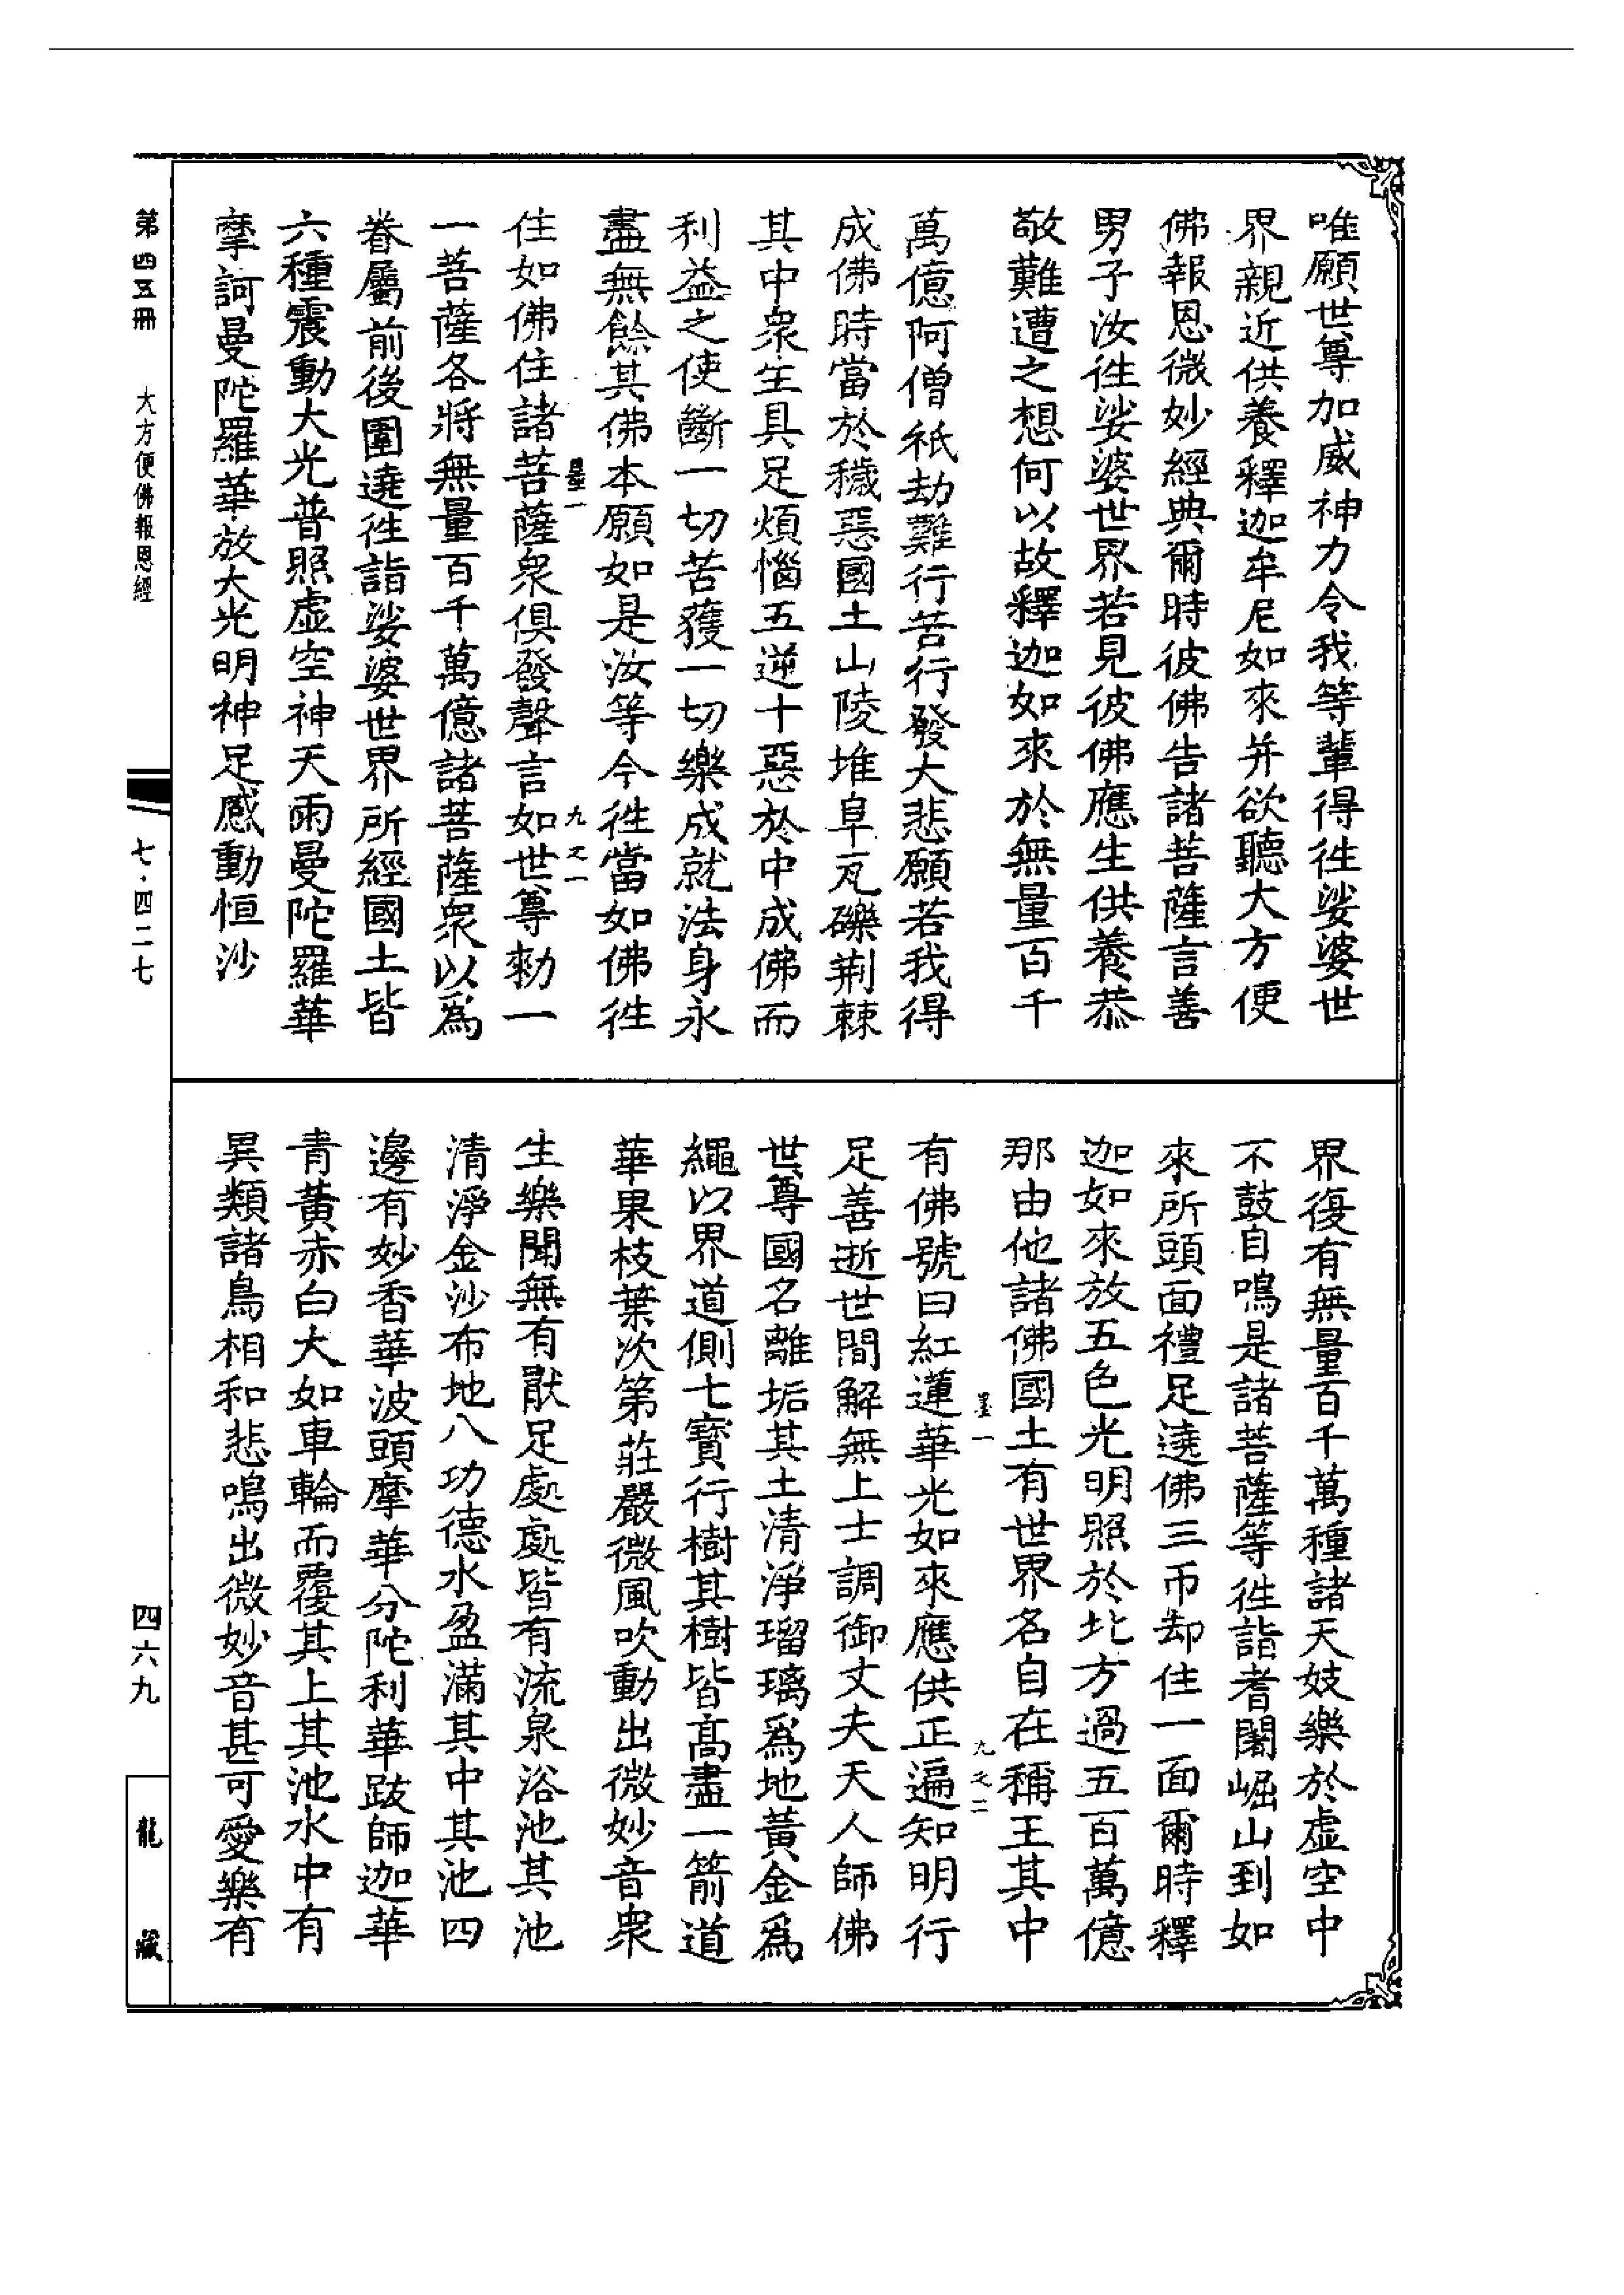 唯願世尊加威神力令我等輩得徃娑婆世
界親近供養釋迦牟尼如來并欲聽大方便
佛報恩微妙經典爾時彼佛告諸菩薩言善
男子汝徃娑婆世界若見彼佛應生供養恭
敬難遭之想何以故釋迦如來於無量百千
萬億阿僧祇劫難行苦行發大悲願若我得
成佛時當於穢惡國土山陵堆阜瓦礫荆棘
其中衆生具足煩惱五逆十惡於中成佛而
利益之使斷一切苦獲一切樂成就法身永
盡無餘其佛本願如是汝等今徃當如佛徃
墨一　九之一
住如佛住諸菩薩衆俱發聲言如世尊勑一
一菩薩各將無量百千萬億諸菩薩衆以爲
眷屬前後圍遶徃詣娑婆世界所經國土皆
六種震動大光普照虚空神天雨曼陀羅華
摩訶曼陀羅華放大光明神足感動恒沙
界復有無量百千萬種諸天妓樂於虚空中
不鼓自鳴是諸菩薩等徃詣耆闍崛山到如
來所頭面禮足遶佛三帀却住一面爾時釋
迦如來放五色光明照於北方過五百萬億
那由他諸佛國土有世界名自在稱王其中
墨一　九之二
有佛號曰紅蓮華光如來應供正遍知明行
足善逝世間解無上士調御丈夫天人師佛
世尊國名離垢其土清淨瑠璃爲地黃金爲
繩以界道側七寳行樹其樹皆高盡一箭道
華果枝葉次第莊嚴微風吹動出微妙音衆
生樂聞無有猒足處處皆有流泉浴池其池
清淨金沙布地八功德水盈滿其中其池四
邊有妙香華波頭摩華分陀利華跋師迦華
青黃赤白大如車輪而覆其上其池水中有
異類諸鳥相和悲鳴出微妙音甚可愛樂有
第四五冊　大方便佛報恩經
七·四二七
四六九
龍藏